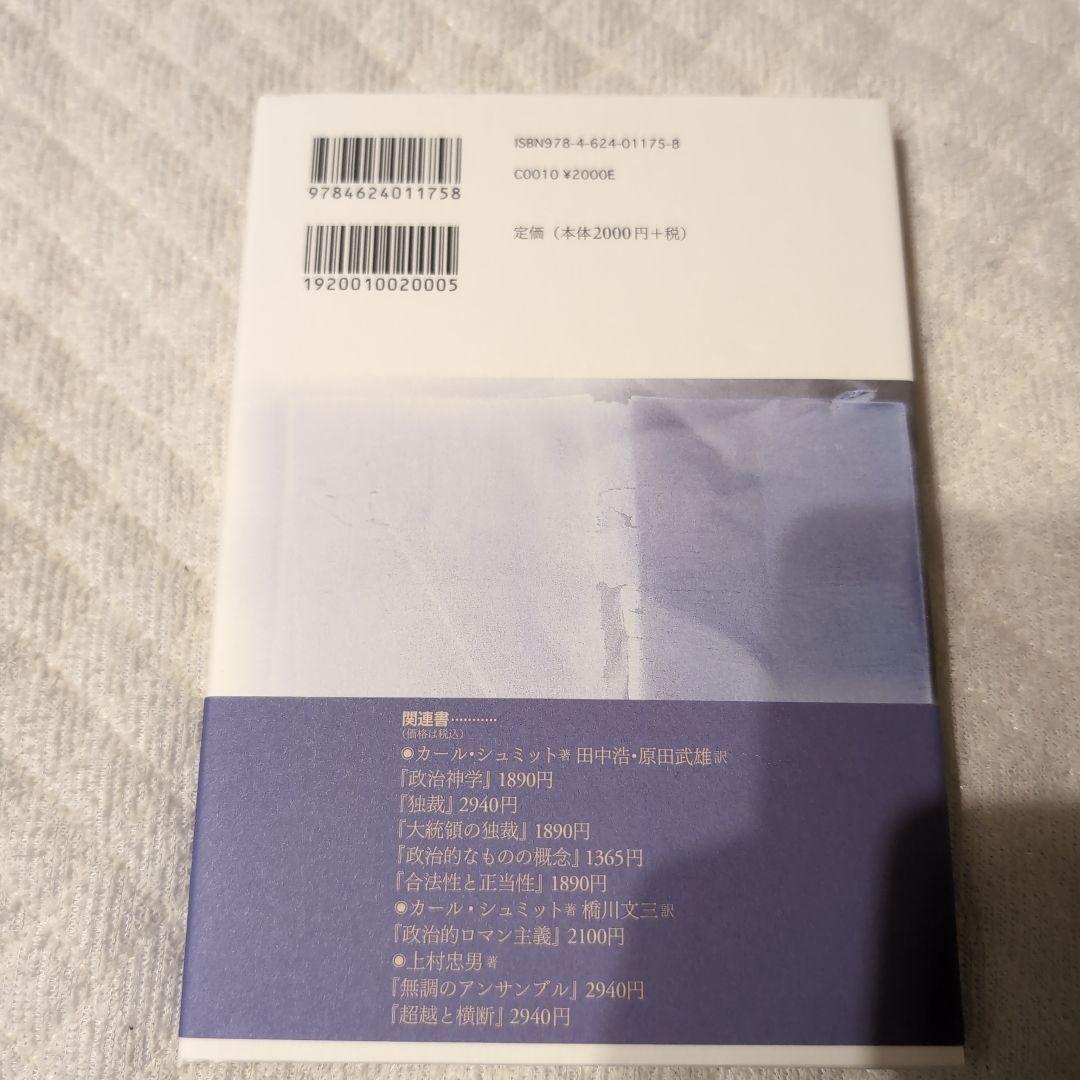 ISBN978-4-624-01175-8
9784624011758
C0010 ¥2000E
定価（本体2000円＋税）
1920010020005
関連書…………
（価格は税込）
◉カール・シュミット著 田中浩・原田武雄訳
『政治神学』1890円
『独裁』2940円
『大統領の独裁』1890円
『政治的なものの概念』1365円
『合法性と正当性』1890円
◉カール・シュミット著 橋川文三訳
『政治的ロマン主義』2100円
◉上村忠男著
『無調のアンサンブル』2940円
『超越と横断』2940円